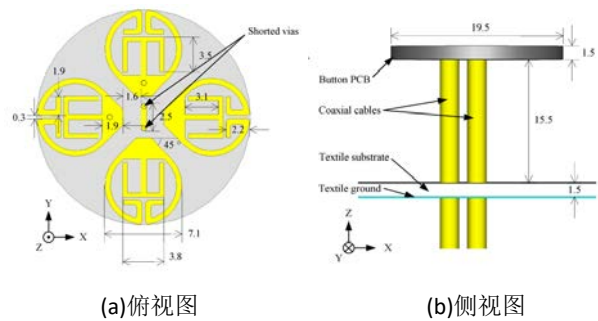 Shorted vias
3.5
1.9
1.6
3.1
2.5
0.3
1.9
2.2
45°
Y
Z
X
7.1
3.8
(a)俯视图
19.5
1.5
Button PCB
Coaxial cables
15.5
Textile substrate
Textile ground
1.5
Z
Y
X
(b)侧视图